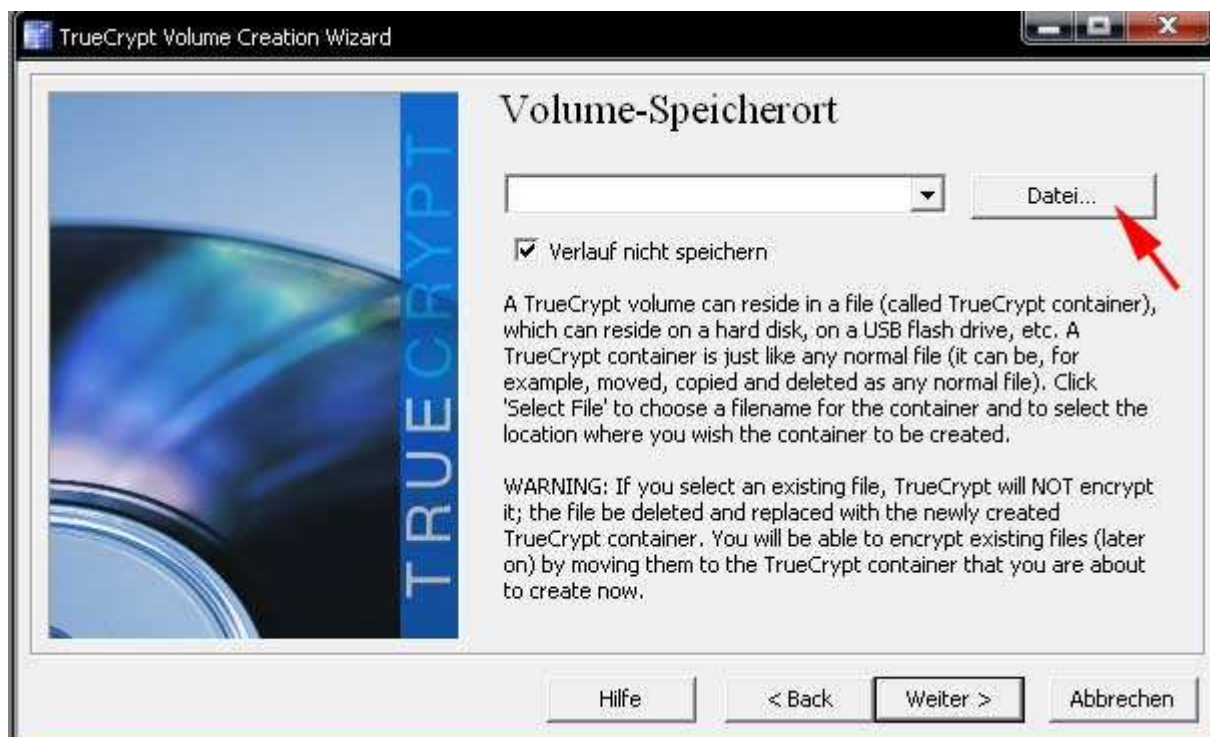 TrueCrypt Volume Creation Wizard
TRUECRYPT
Volume-Speicherort
Datei...
Verlauf nicht speichern
A TrueCrypt volume can reside in a file (called TrueCrypt container),
which can reside on a hard disk, on a USB flash drive, etc. A
TrueCrypt container is just like any normal file (it can be, for
example, moved, copied and deleted as any normal file). Click
'Select File' to choose a filename for the container and to select the
location where you wish the container to be created.
WARNING: If you select an existing file, TrueCrypt will NOT encrypt
it; the file be deleted and replaced with the newly created
TrueCrypt container. You will be able to encrypt existing files (later
on) by moving them to the TrueCrypt container that you are about
to create now.
Hilfe < Back Weiter > Abbrechen